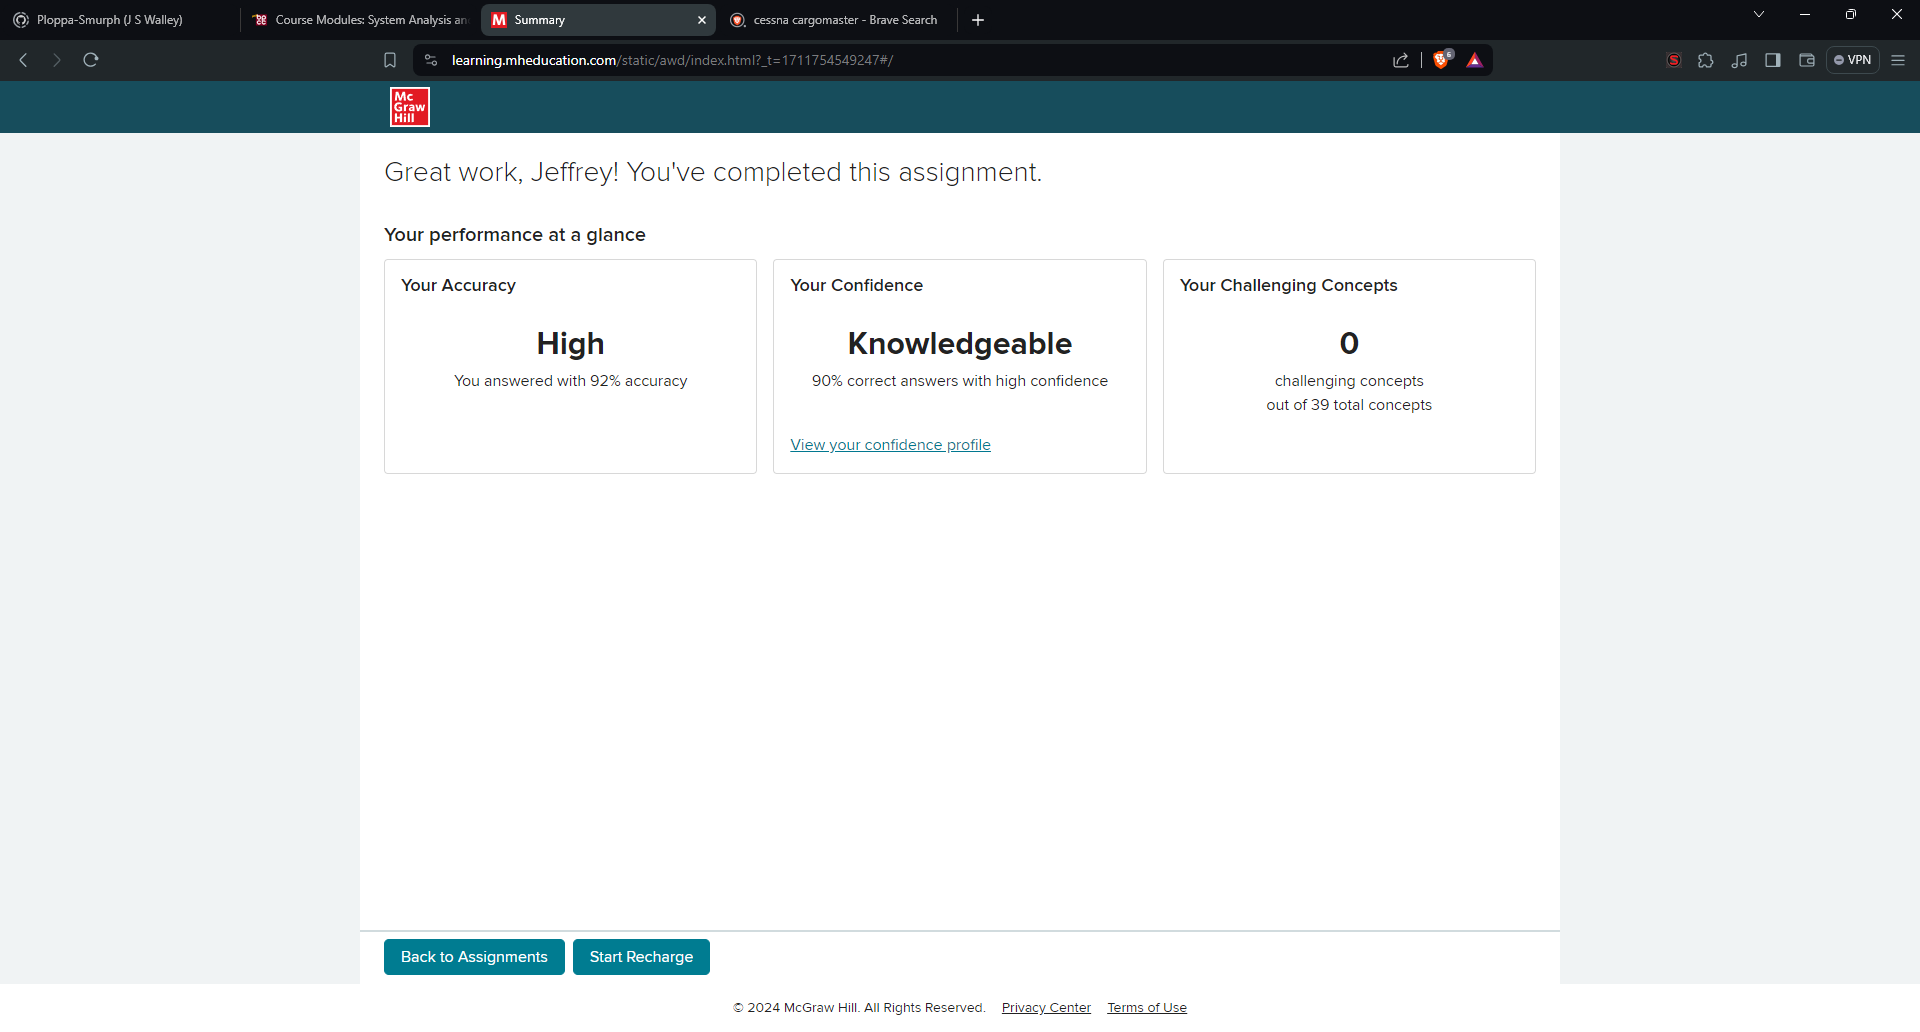 Ploppa-Smurph (J S Walley)
Course Modules: System Analysis an
M Summary
cessna cargomaster - Brave Search
learning.mheducation.com/static/awd/index.html?_t=1711754549247#/
6
S
VPN
Mc
Graw
Hill
Great work, Jeffrey! You've completed this assignment.
Your performance at a glance
Your Accuracy
High
You answered with 92% accuracy
Your Confidence
Knowledgeable
90% correct answers with high confidence
View your confidence profile
Your Challenging Concepts
0
challenging concepts
out of 39 total concepts
Back to Assignments
Start Recharge
© 2024 McGraw Hill. All Rights Reserved. Privacy Center Terms of Use